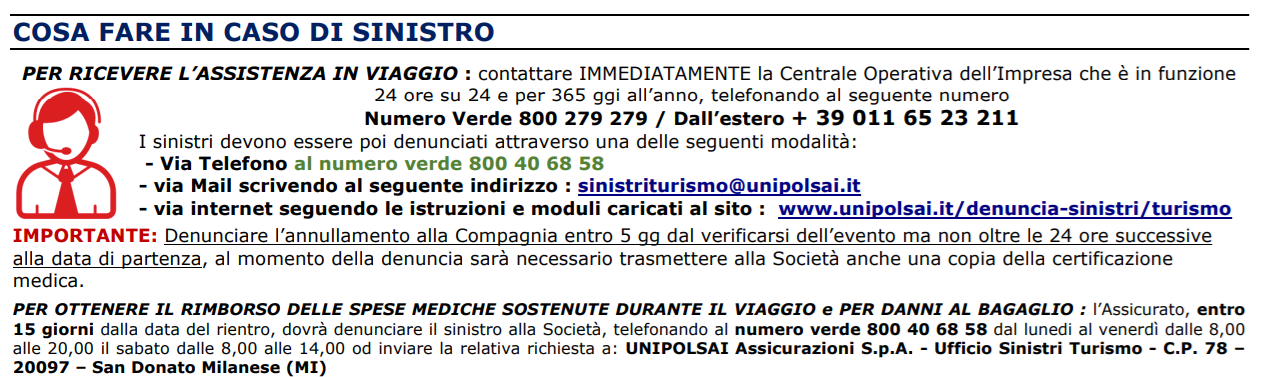 COSA FARE IN CASO DI SINISTRO
PER RICEVERE L’ASSISTENZA IN VIAGGIO : contattare IMMEDIATAMENTE la Centrale Operativa dell’Impresa che è in funzione
24 ore su 24 e per 365 ggi all’anno, telefonando al seguente numero
Numero Verde 800 279 279 / Dall’estero + 39 011 65 23 211
I sinistri devono essere poi denunciati attraverso una delle seguenti modalità:
- Via Telefono al numero verde 800 40 68 58
- via Mail scrivendo al seguente indirizzo : sinistriturismo@unipolsai.it
- via internet seguendo le istruzioni e moduli caricati al sito : www.unipolsai.it/denuncia-sinistri/turismo
IMPORTANTE: Denunciare l’annullamento alla Compagnia entro 5 gg dal verificarsi dell’evento ma non oltre le 24 ore successive
alla data di partenza, al momento della denuncia sarà necessario trasmettere alla Società anche una copia della certificazione
medica.
PER OTTENERE IL RIMBORSO DELLE SPESE MEDICHE SOSTENUTE DURANTE IL VIAGGIO e PER DANNI AL BAGAGLIO : l’Assicurato, entro
15 giorni dalla data del rientro, dovrà denunciare il sinistro alla Società, telefonando al numero verde 800 40 68 58 dal lunedi al venerdì dalle 8,00
alle 20,00 il sabato dalle 8,00 alle 14,00 od inviare la relativa richiesta a: UNIPOLSAI Assicurazioni S.p.A. - Ufficio Sinistri Turismo - C.P. 78 –
20097 – San Donato Milanese (MI)